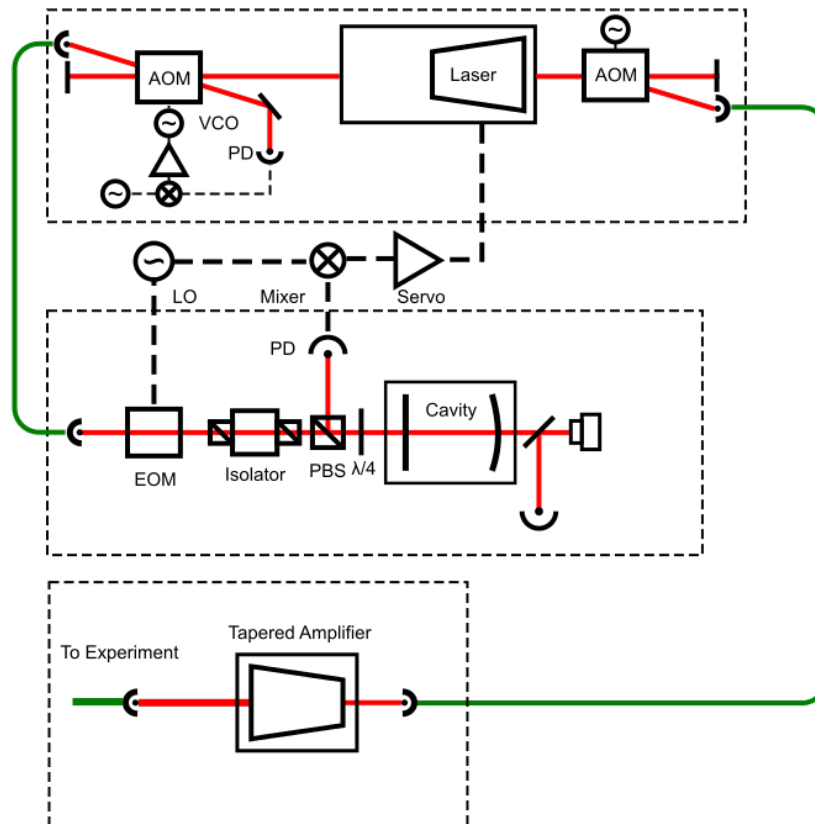 AOM
Laser
AOM
VCO
PD
LO
Mixer
Servo
PD
Cavity
EOM
Isolator
PBS
λ/4
Tapered Amplifier
To Experiment